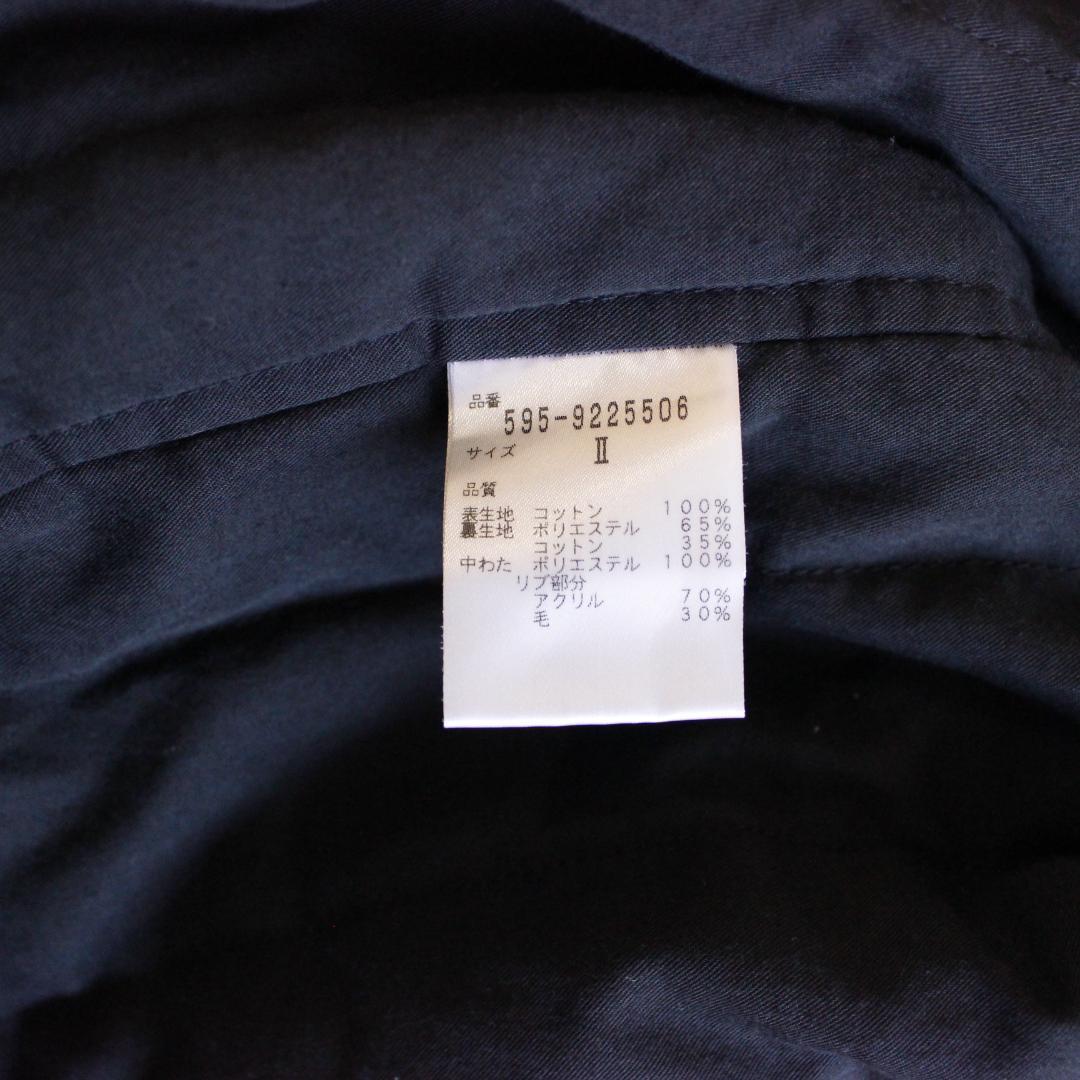 品番 595-9225506
サイズ Ⅱ
品質
表生地 コットン 100%
裏生地 ポリエステル 65%
コットン 35%
中わた ポリエステル 100%
リブ部分
アクリル 70%
毛 30%